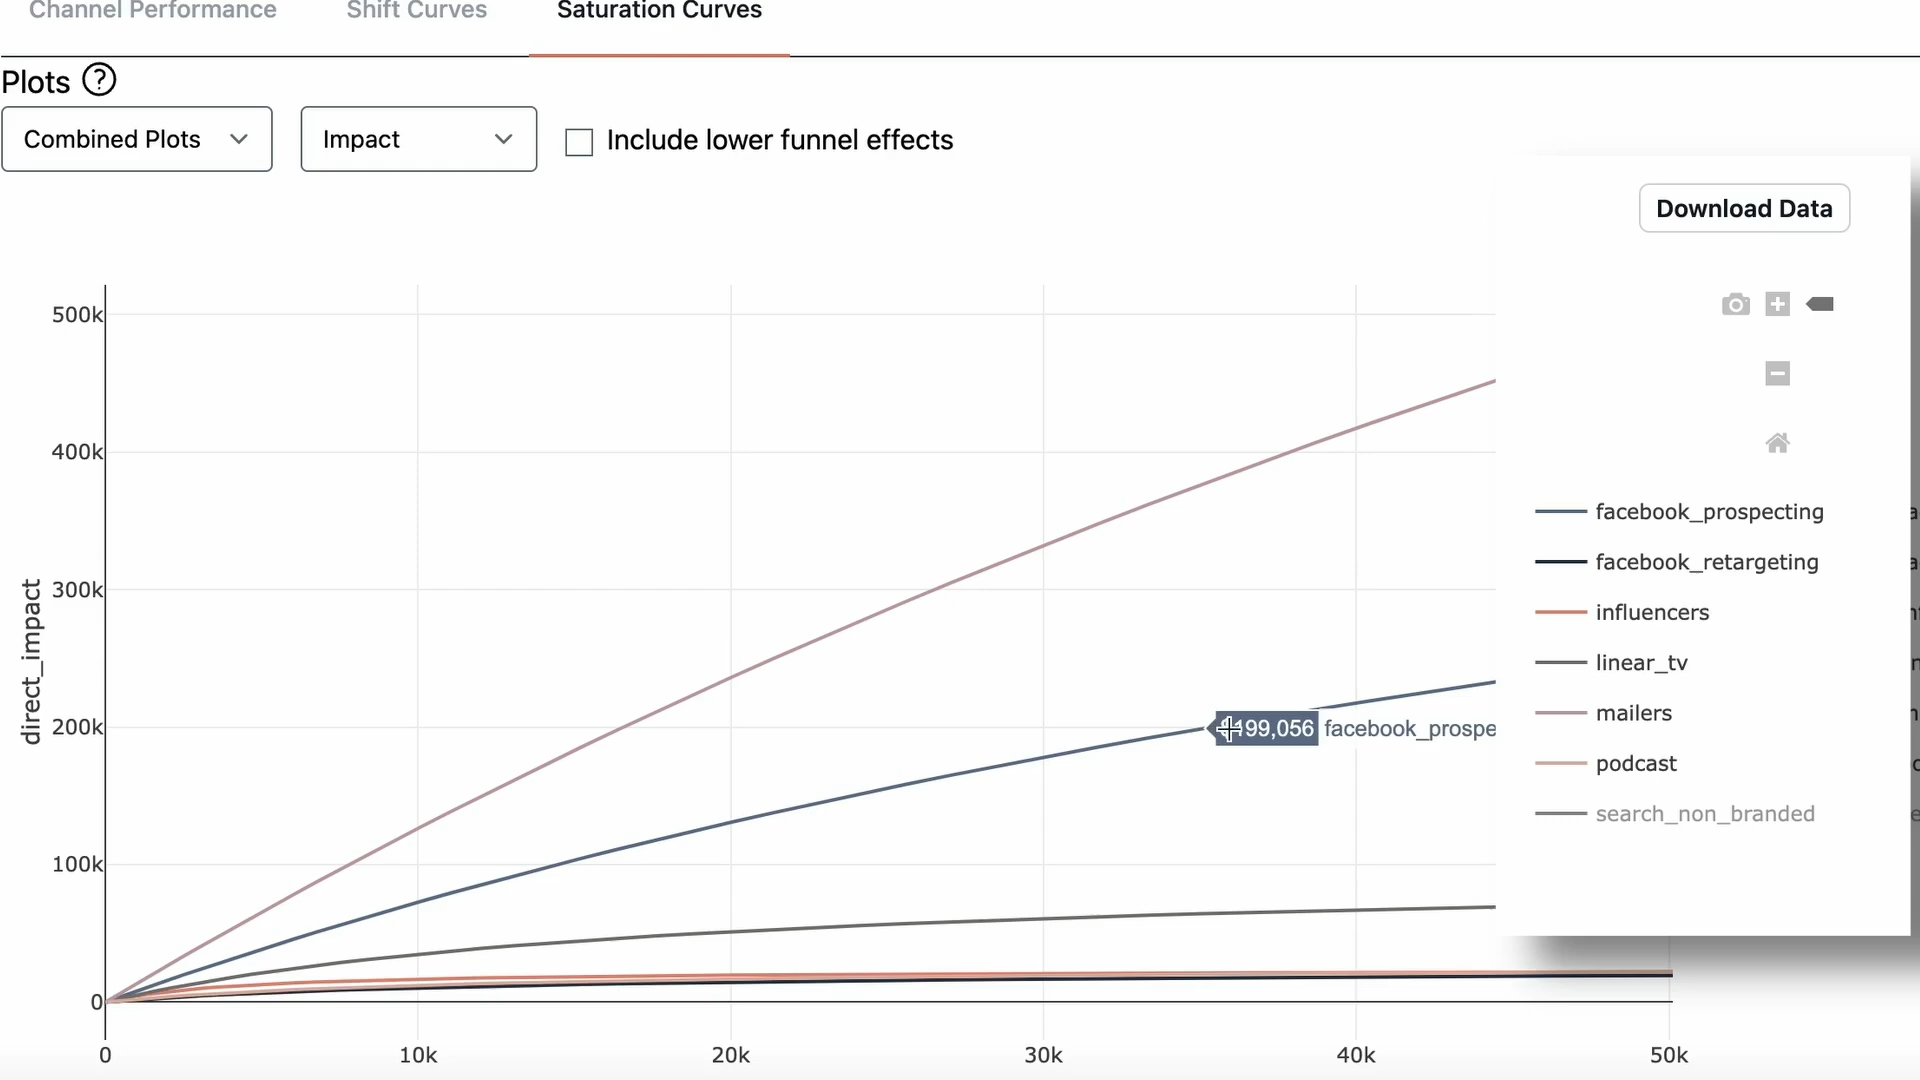 Channel Performance
Shift Curves
Saturation Curves
Plots ?
Combined Plots
Impact
Include lower funnel effects
Download Data
500k
400k
300k
200k
100k
0
direct_impact
199,056 facebook_prospe
facebook_prospecting
facebook_retargeting
influencers
linear_tv
mailers
podcast
search_non_branded
0
10k
20k
30k
40k
50k